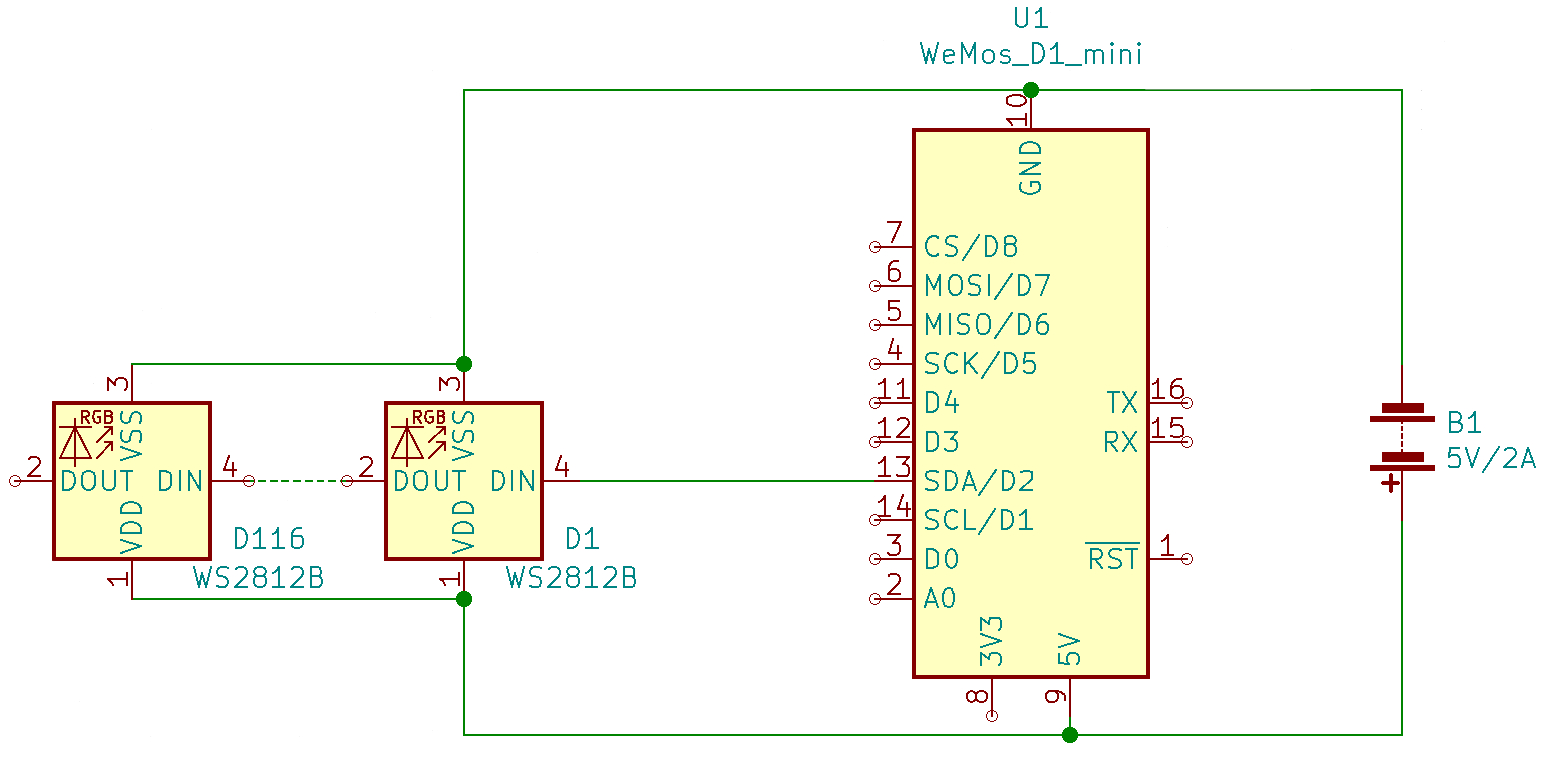 U1
WeMos_D1_mini
10
GND
7 CS/D8
6 MOSI/D7
5 MISO/D6
4 SCK/D5
11 D4
12 D3
13 SDA/D2
14 SCL/D1
3 D0
2 A0
TX 16
RX 15
RST 1
3V3
8
5V
9
B1
5V/2A
+
3
RGB
VSS
2 DOUT DIN 4
VDD
1
D116
WS2812B
3
RGB
VSS
2 DOUT DIN 4
VDD
1
D1
WS2812B